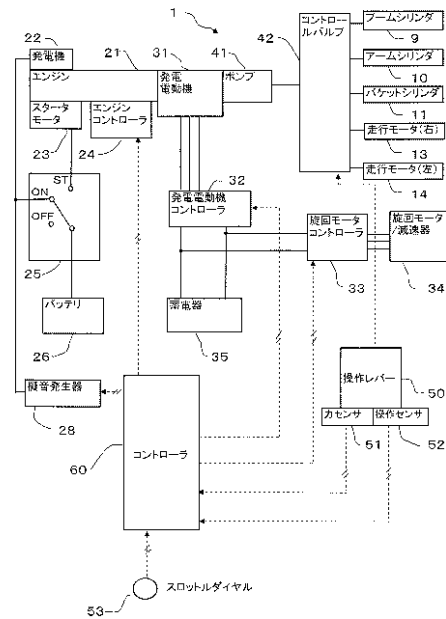 1
22
発電機
21
エンジン
31
発電
電動機
41
ポンプ
42
コントロー
ルバルブ
ブームシリンダ
9
アームシリンダ
10
バケットシリンダ
11
走行モータ(右)
13
走行モータ(左)
14
スタータ
モータ
23
エンジン
コントローラ
24
ST
ON
OFF
25
バッテリ
26
発電電動機
コントローラ
32
旋回モータ
コントローラ
33
旋回モータ
/減速器
34
蓄電器
35
擬音発生器
28
60
コントローラ
操作レバー
50
力センサ
操作センサ
51
52
スロットルダイヤル
53